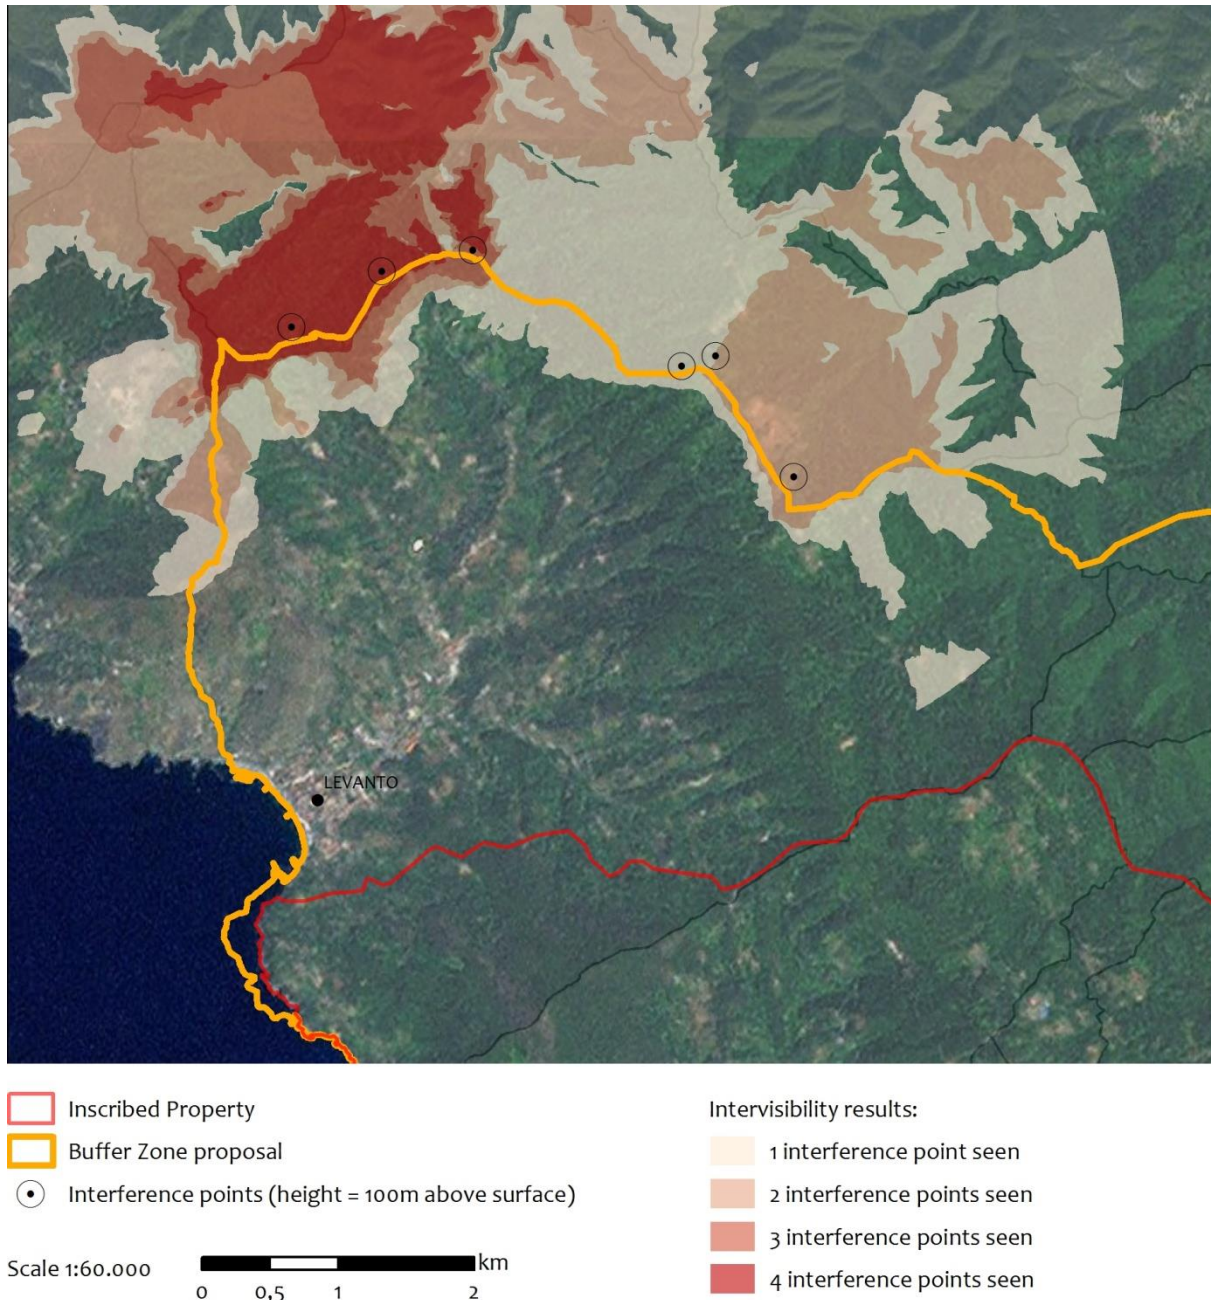 LEVANTO
Inscribed Property
Buffer Zone proposal
Interference points (height = 100m above surface)
Scale 1:60.000
km
0 0,5 1 2
Intervisibility results:
1 interference point seen
2 interference points seen
3 interference points seen
4 interference points seen